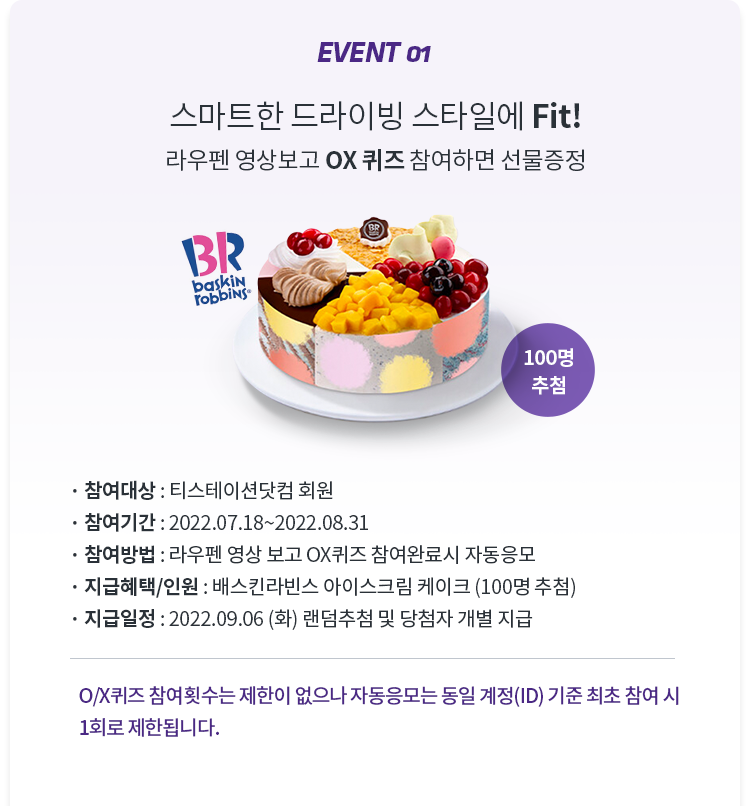 EVENT 01
스마트한 드라이빙 스타일에 Fit!
라우펜 영상보고 OX 퀴즈 참여하면 선물증정
BR
baskin
robbins®
BR
100명
추첨
· 참여대상 : 티스테이션닷컴 회원
· 참여기간 : 2022.07.18~2022.08.31
· 참여방법 : 라우펜 영상 보고 OX퀴즈 참여완료시 자동응모
· 지급혜택/인원 : 배스킨라빈스 아이스크림 케이크 (100명 추첨)
· 지급일정 : 2022.09.06 (화) 랜덤추첨 및 당첨자 개별 지급
O/X퀴즈 참여횟수는 제한이 없으나 자동응모는 동일 계정(ID) 기준 최초 참여 시
1회로 제한됩니다.